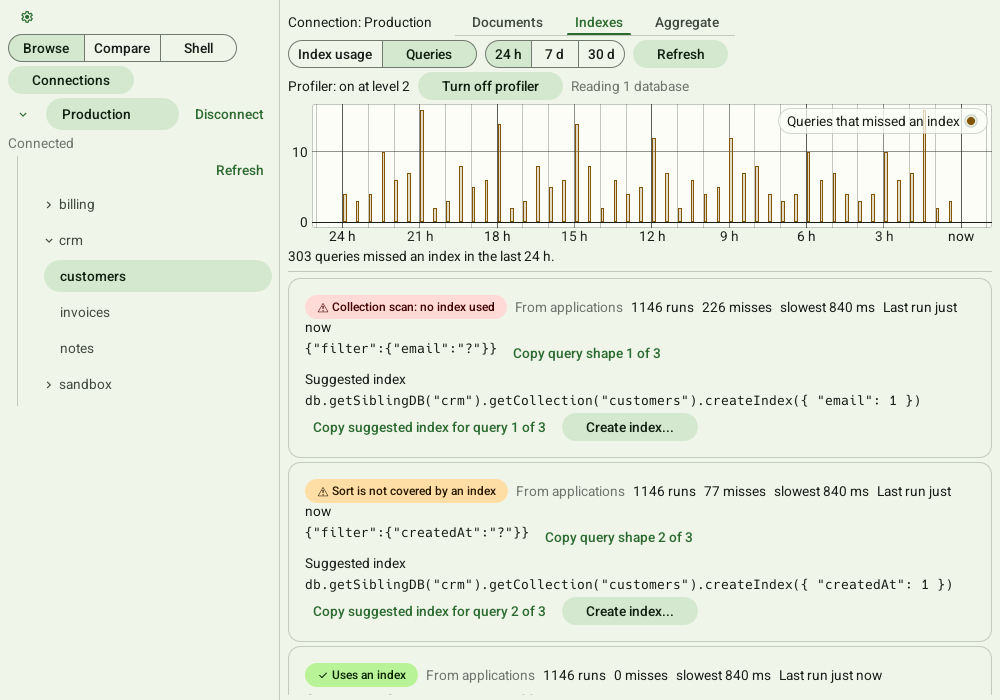 Browse Compare Shell
Connections
Production Disconnect
Connected
Refresh
billing
crm
customers
invoices
notes
sandbox
Connection: Production Documents Indexes Aggregate
Index usage Queries 24 h 7 d 30 d Refresh
Profiler: on at level 2 Turn off profiler Reading 1 database
Queries that missed an index
10
0
24 h 21 h 18 h 15 h 12 h 9 h 6 h 3 h now
303 queries missed an index in the last 24 h.
Collection scan: no index used From applications 1146 runs 226 misses slowest 840 ms Last run just
now
{"filter":{"email":"?"}} Copy query shape 1 of 3
Suggested index
db.getSiblingDB("crm").getCollection("customers").createIndex({ "email": 1 })
Copy suggested index for query 1 of 3 Create index...
Sort is not covered by an index From applications 1146 runs 77 misses slowest 840 ms Last run just
now
{"filter":{"createdAt":"?"}} Copy query shape 2 of 3
Suggested index
db.getSiblingDB("crm").getCollection("customers").createIndex({ "createdAt": 1 })
Copy suggested index for query 2 of 3 Create index...
Uses an index From applications 1146 runs 0 misses slowest 840 ms Last run just now